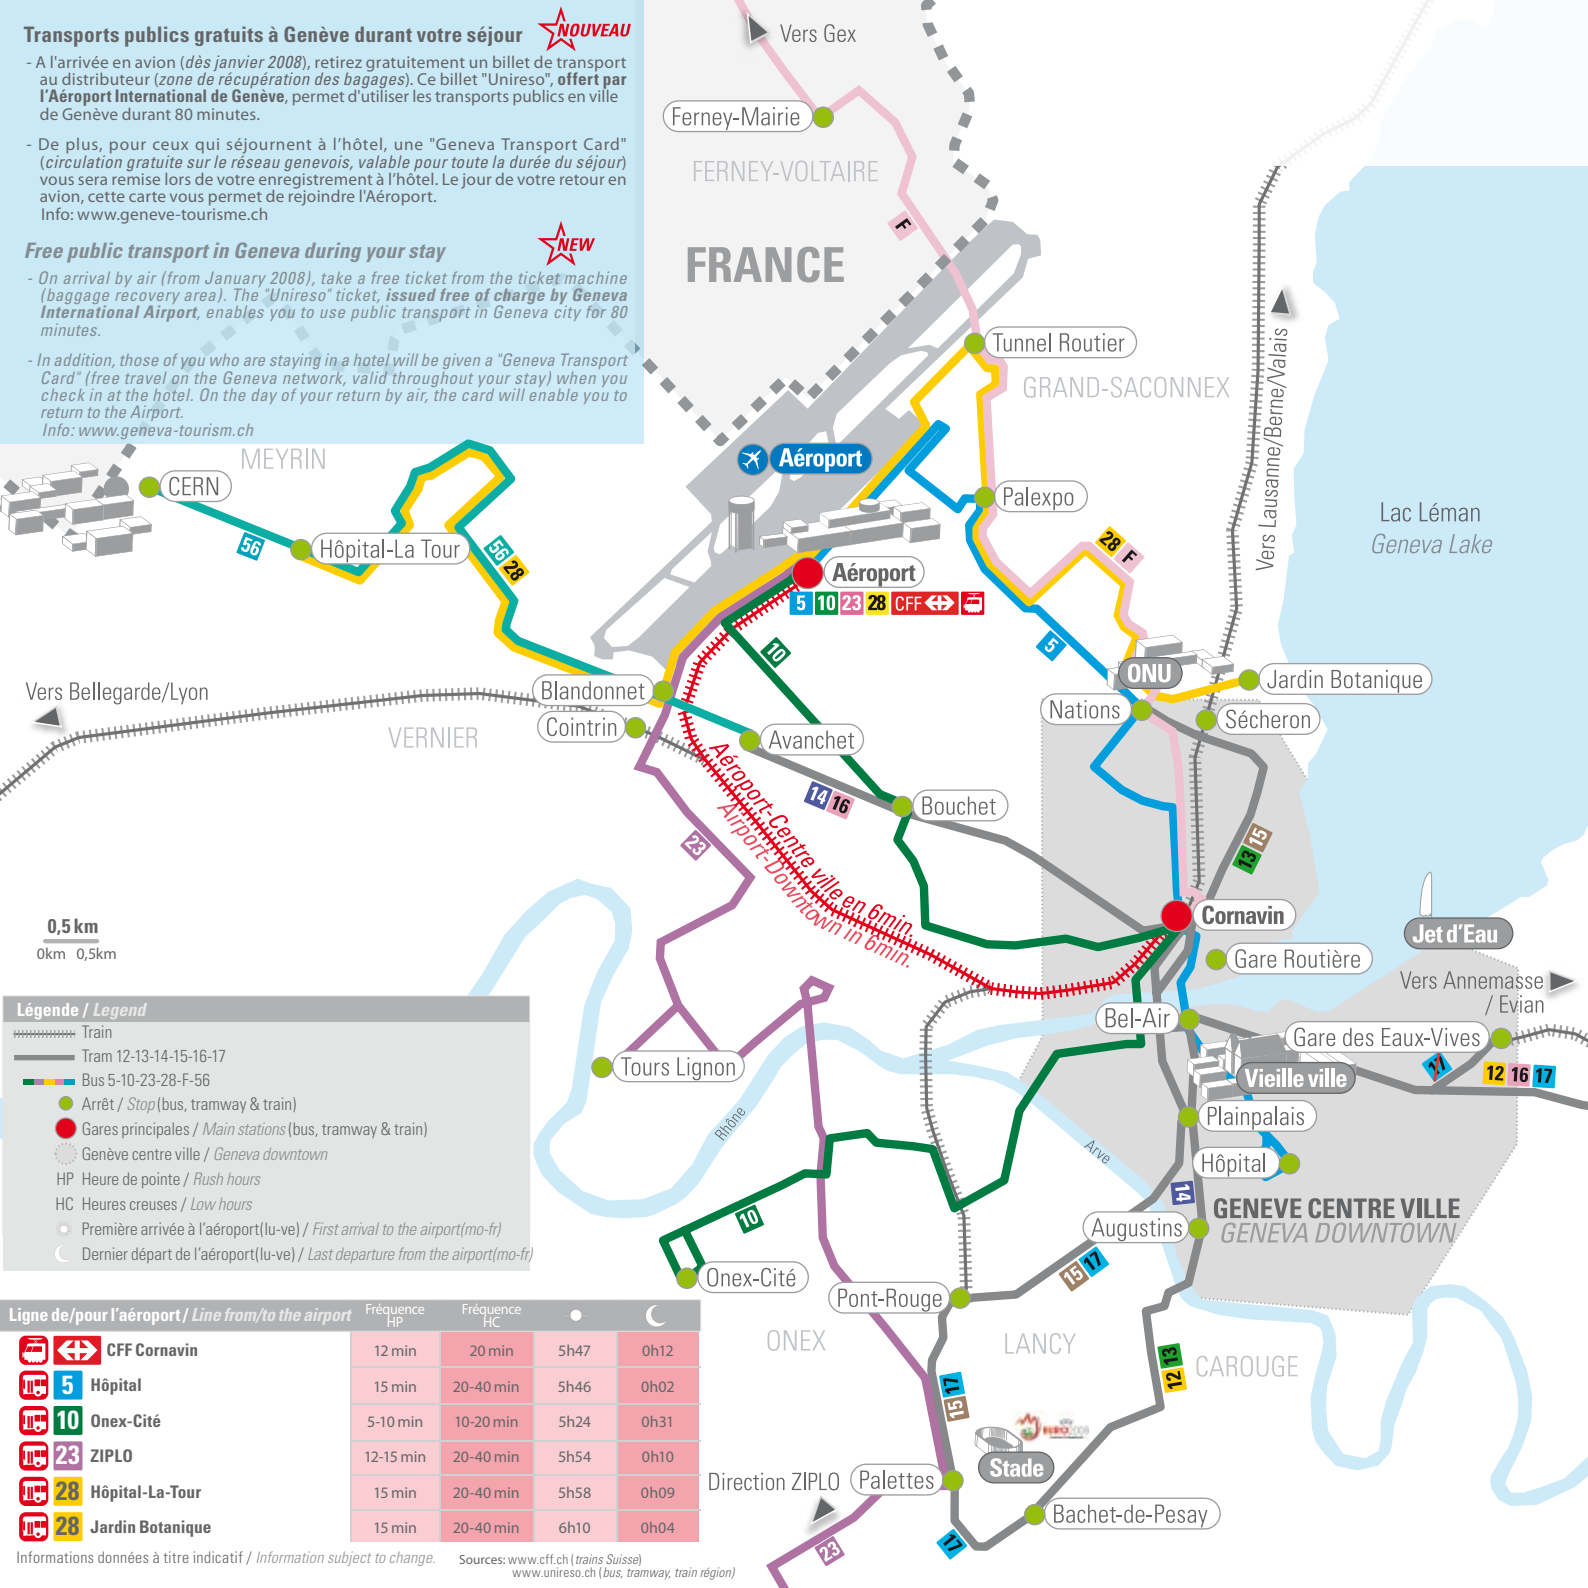 Transports publics gratuits à Genève durant votre séjour
NOUVEAU
- A l'arrivée en avion (dès janvier 2008), retirez gratuitement un billet de transport
au distributeur (zone de récupération des bagages). Ce billet "Unireso", offert par
l'Aéroport International de Genève, permet d'utiliser les transports publics en ville
de Genève durant 80 minutes.
- De plus, pour ceux qui séjournent à l'hôtel, une "Geneva Transport Card"
(circulation gratuite sur le réseau genevois, valable pour toute la durée du séjour)
vous sera remise lors de votre enregistrement à l'hôtel. Le jour de votre retour en
avion, cette carte vous permet de rejoindre l'Aéroport.
Info: www.geneve-tourisme.ch
Free public transport in Geneva during your stay
NEW
- On arrival by air (from January 2008), take a free ticket from the ticket machine
(baggage recovery area). The "Unireso" ticket, issued free of charge by Geneva
International Airport, enables you to use public transport in Geneva city for 80
minutes.
- In addition, those of you who are staying in a hotel will be given a "Geneva Transport
Card" (free travel on the Geneva network, valid throughout your stay) when you
check in at the hotel. On the day of your return by air, the card will enable you to
return to the Airport.
Info: www.geneva-tourism.ch
Vers Gex
Ferney-Mairie
FERNEY-VOLTAIRE
F
FRANCE
Tunnel Routier
GRAND-SACONNEX
Vers Lausanne/Berne/Valais
MEYRIN
Aéroport
CERN
Palexpo
Lac Léman
Geneva Lake
56
Hôpital-La Tour
56 28
28 F
Aéroport
5 10 23 28 CFF
5
10
ONU
Jardin Botanique
Vers Bellegarde/Lyon
Blandonnet
Nations
Sécheron
VERNIER
Cointrin
Avanchet
Aéroport-Centre ville en 6min.
Airport-Downtown in 6min.
14 16
Bouchet
23
13 15
0,5 km
0km 0,5km
Cornavin
Jet d'Eau
Gare Routière
Vers Annemasse
/ Evian
Bel-Air
Gare des Eaux-Vives
17
12 16 17
Vieille ville
Tours Lignon
Rhône
Plainpalais
Arve
Hôpital
14
GENEVE CENTRE VILLE
GENEVA DOWNTOWN
Augustins
10
15 17
Onex-Cité
Pont-Rouge
ONEX
LANCY
CAROUGE
12 13
15 17
EURO2008
Stade
Direction ZIPLO
Palettes
Bachet-de-Pesay
17
23
Légende / Legend
Train
Tram 12-13-14-15-16-17
Bus 5-10-23-28-F-56
Arrêt / Stop (bus, tramway & train)
Gares principales / Main stations (bus, tramway & train)
Genève centre ville / Geneva downtown
HP Heure de pointe / Rush hours
HC Heures creuses / Low hours
Première arrivée à l'aéroport(lu-ve) / First arrival to the airport(mo-fr)
Dernier départ de l'aéroport(lu-ve) / Last departure from the airport(mo-fr)
Ligne de/pour l'aéroport / Line from/to the airport Fréquence HP Fréquence HC
CFF Cornavin 12 min 20 min 5h47 0h12
5 Hôpital 15 min 20-40 min 5h46 0h02
10 Onex-Cité 5-10 min 10-20 min 5h24 0h31
23 ZIPLO 12-15 min 20-40 min 5h54 0h10
28 Hôpital-La-Tour 15 min 20-40 min 5h58 0h09
28 Jardin Botanique 15 min 20-40 min 6h10 0h04
Informations données à titre indicatif / Information subject to change.
Sources: www.cff.ch (trains Suisse)
www.unireso.ch (bus, tramway, train région)